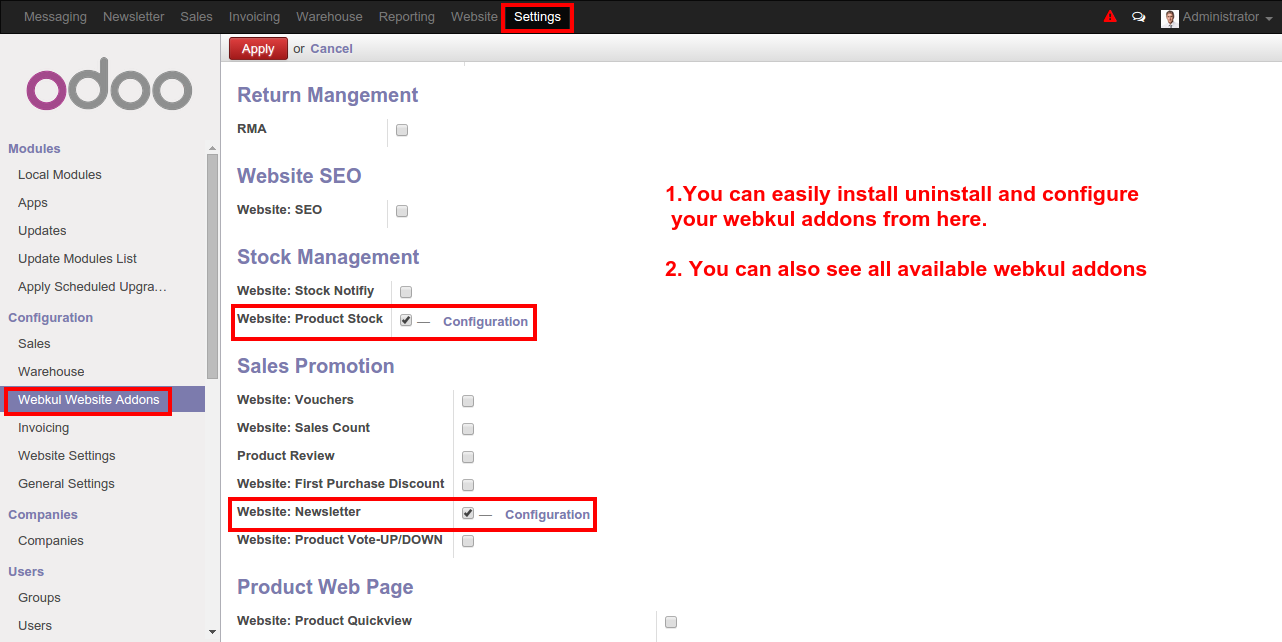 Messaging Newsletter Sales Invoicing Warehouse Reporting Website Settings Administrator
Apply or Cancel
odoo
Modules
Local Modules
Apps
Updates
Update Modules List
Apply Scheduled Upgra…
Configuration
Sales
Warehouse
Webkul Website Addons
Invoicing
Website Settings
General Settings
Companies
Companies
Users
Groups
Users
Return Mangement
RMA
Website SEO
Website: SEO
Stock Management
Website: Stock Notifiy
Website: Product Stock — Configuration
Sales Promotion
Website: Vouchers
Website: Sales Count
Product Review
Website: First Purchase Discount
Website: Newsletter — Configuration
Website: Product Vote-UP/DOWN
Product Web Page
Website: Product Quickview
1.You can easily install uninstall and configure
your webkul addons from here.
2. You can also see all available webkul addons